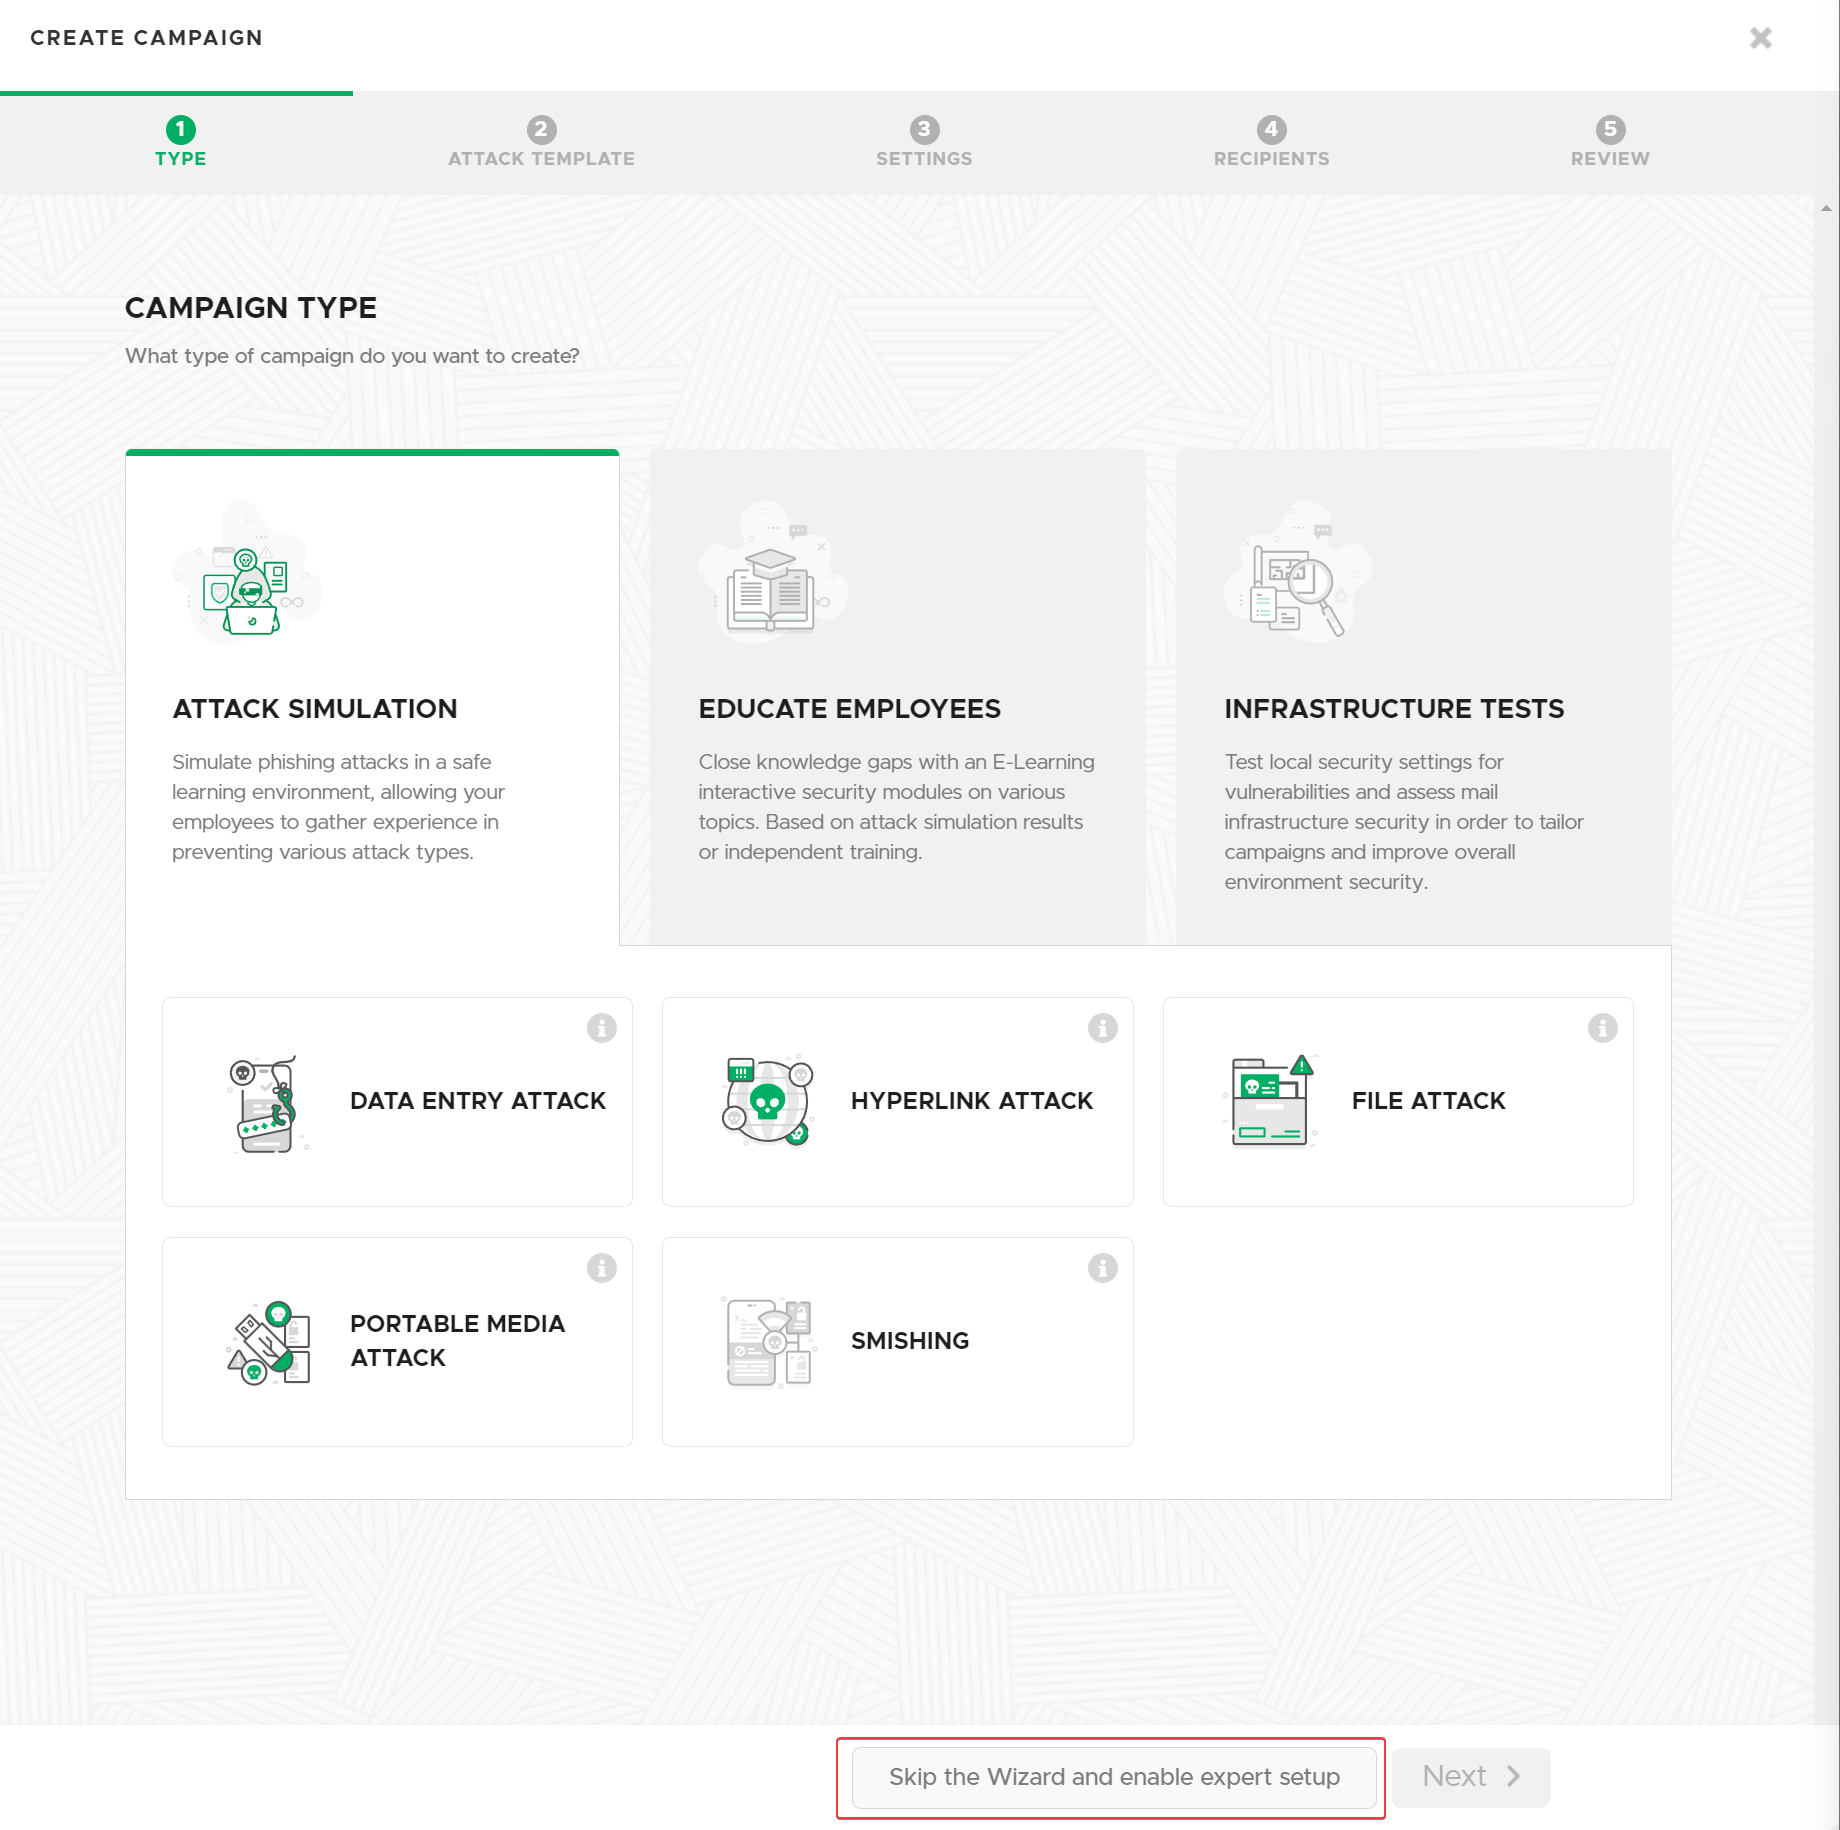 CREATE CAMPAIGN
1
TYPE
2
ATTACK TEMPLATE
3
SETTINGS
4
RECIPIENTS
5
REVIEW
CAMPAIGN TYPE
What type of campaign do you want to create?
ATTACK SIMULATION
Simulate phishing attacks in a safe
learning environment, allowing your
employees to gather experience in
preventing various attack types.
EDUCATE EMPLOYEES
Close knowledge gaps with an E-Learning
interactive security modules on various
topics. Based on attack simulation results
or independent training.
INFRASTRUCTURE TESTS
Test local security settings for
vulnerabilities and assess mail
infrastructure security in order to tailor
campaigns and improve overall
environment security.
DATA ENTRY ATTACK
HYPERLINK ATTACK
FILE ATTACK
PORTABLE MEDIA
ATTACK
SMISHING
Skip the Wizard and enable expert setup
Next